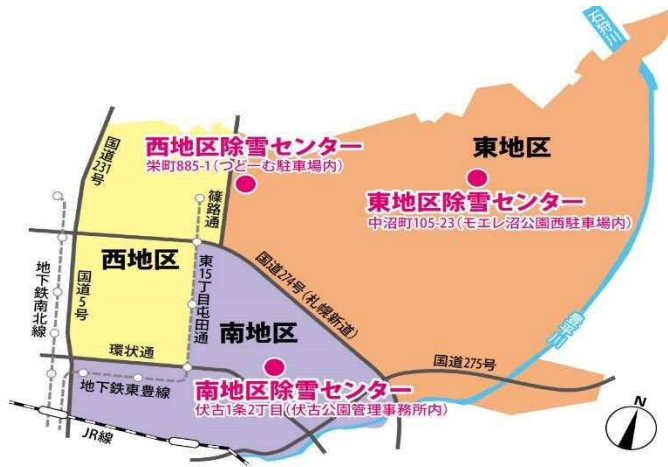 石狩川
国道231号
西地区除雪センター
栄町885-1(つどーむ駐車場内)
篠路通
東地区
東地区除雪センター
中沼町105-23(モエレ沼公園西駐車場内)
西地区
地下鉄南北線
国道5号
東15丁目屯田通
国道274号(札幌新道)
豊平川
南地区
環状通
国道275号
地下鉄東豊線
南地区除雪センター
伏古1条2丁目(伏古公園管理事務所内)
JR線
N